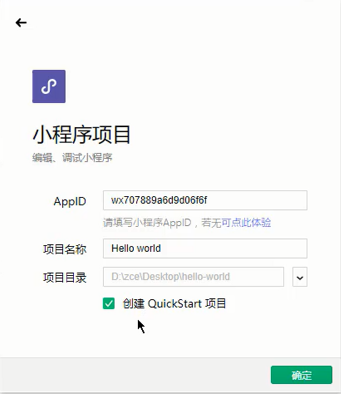 小程序项目
编辑、调试小程序
AppID wx707889a6d9d06f6f
请填写小程序AppID，若无可点此体验
项目名称 Hello world
项目目录 D:\zce\Desktop\hello-world
创建 QuickStart 项目
确定